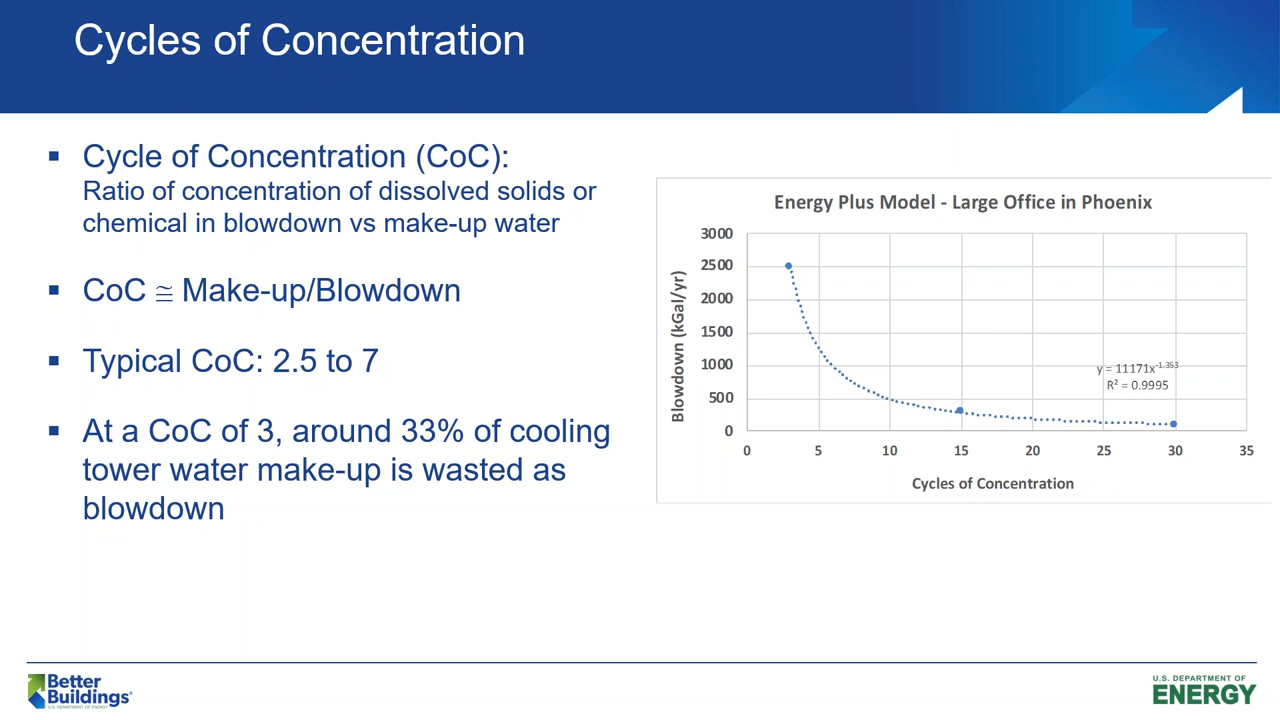 Cycles of Concentration
▪ Cycle of Concentration (CoC):
Ratio of concentration of dissolved solids or
chemical in blowdown vs make-up water
▪ CoC ≅ Make-up/Blowdown
▪ Typical CoC: 2.5 to 7
▪ At a CoC of 3, around 33% of cooling
tower water make-up is wasted as
blowdown
Energy Plus Model - Large Office in Phoenix
Blowdown (kGal/yr)
3000
2500
2000
1500
1000
500
0
y = 11171x^-1.353
R² = 0.9995
0 5 10 15 20 25 30 35
Cycles of Concentration
Better
Buildings®
U.S. DEPARTMENT OF ENERGY
U.S. DEPARTMENT OF
ENERGY